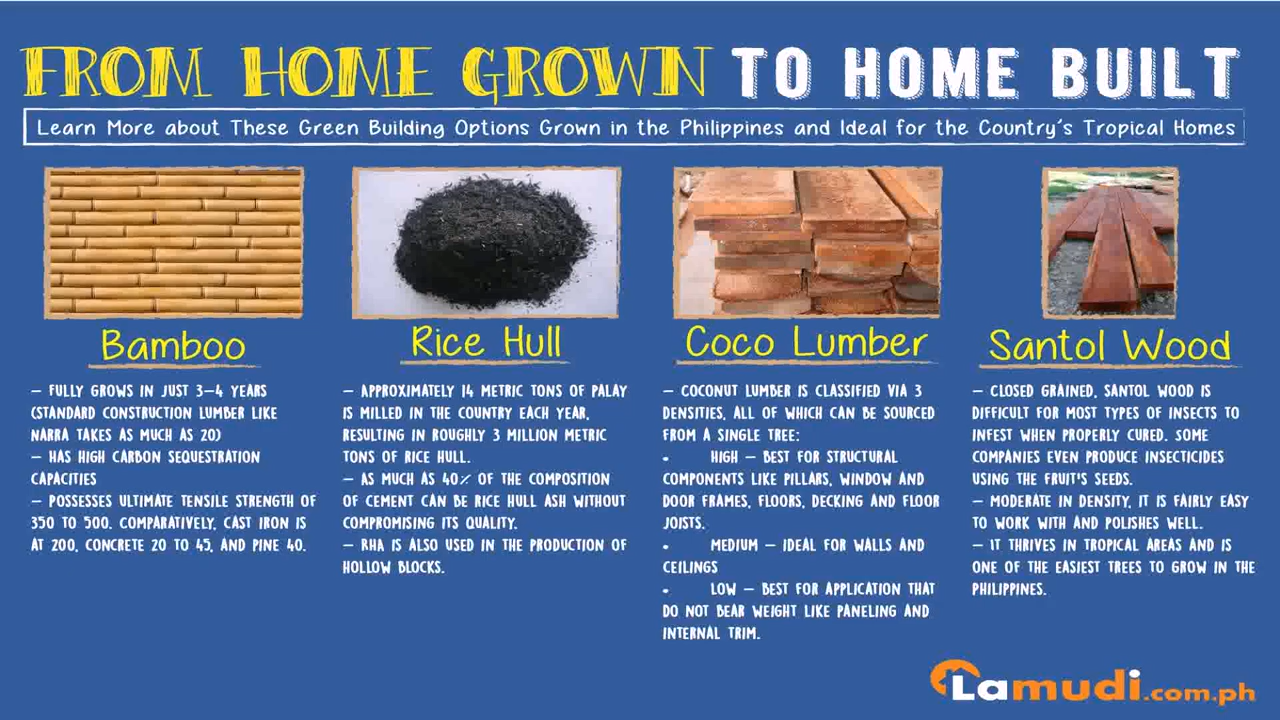 FROM HOME GROWN TO HOME BUILT
Learn More about These Green Building Options Grown in the Philippines and Ideal for the Country's Tropical Homes
Bamboo
– FULLY GROWS IN JUST 3–4 YEARS
(STANDARD CONSTRUCTION LUMBER LIKE
NARRA TAKES AS MUCH AS 20)
– HAS HIGH CARBON SEQUESTRATION
CAPACITIES
– POSSESSES ULTIMATE TENSILE STRENGTH OF
350 TO 500. COMPARATIVELY, CAST IRON IS
AT 200, CONCRETE 20 TO 45, AND PINE 40.
Rice Hull
– APPROXIMATELY 14 METRIC TONS OF PALAY
IS MILLED IN THE COUNTRY EACH YEAR,
RESULTING IN ROUGHLY 3 MILLION METRIC
TONS OF RICE HULL.
– AS MUCH AS 40% OF THE COMPOSITION
OF CEMENT CAN BE RICE HULL ASH WITHOUT
COMPROMISING ITS QUALITY.
– RHA IS ALSO USED IN THE PRODUCTION OF
HOLLOW BLOCKS.
Coco Lumber
– COCONUT LUMBER IS CLASSIFIED VIA 3
DENSITIES, ALL OF WHICH CAN BE SOURCED
FROM A SINGLE TREE:
• HIGH – BEST FOR STRUCTURAL
COMPONENTS LIKE PILLARS, WINDOW AND
DOOR FRAMES, FLOORS, DECKING AND FLOOR
JOISTS.
• MEDIUM – IDEAL FOR WALLS AND
CEILINGS
• LOW – BEST FOR APPLICATION THAT
DO NOT BEAR WEIGHT LIKE PANELING AND
INTERNAL TRIM.
Santol Wood
– CLOSED GRAINED, SANTOL WOOD IS
DIFFICULT FOR MOST TYPES OF INSECTS TO
INFEST WHEN PROPERLY CURED. SOME
COMPANIES EVEN PRODUCE INSECTICIDES
USING THE FRUIT'S SEEDS.
– MODERATE IN DENSITY, IT IS FAIRLY EASY
TO WORK WITH AND POLISHES WELL.
– IT THRIVES IN TROPICAL AREAS AND IS
ONE OF THE EASIEST TREES TO GROW IN THE
PHILIPPINES.
Lamudi.com.ph